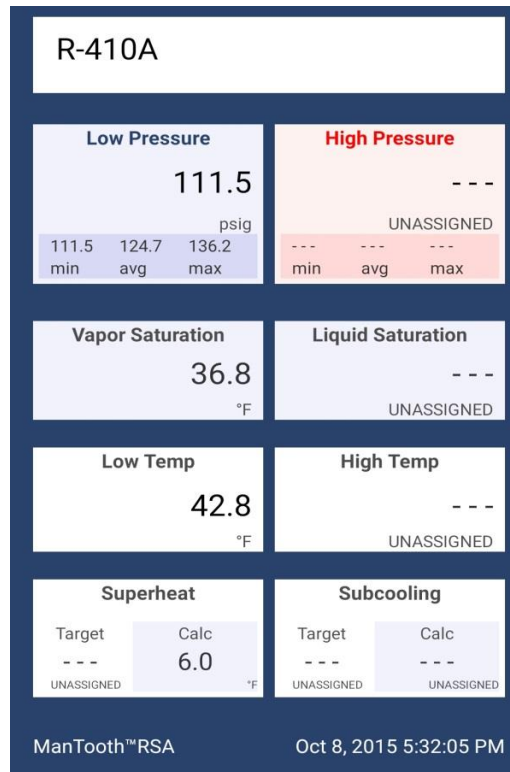 R-410A
Low Pressure
111.5
psig
111.5 124.7 136.2
min avg max
High Pressure
---
UNASSIGNED
--- --- ---
min avg max
Vapor Saturation
36.8
°F
Liquid Saturation
---
UNASSIGNED
Low Temp
42.8
°F
High Temp
---
UNASSIGNED
Superheat
Target Calc
--- 6.0
UNASSIGNED °F
Subcooling
Target Calc
--- ---
UNASSIGNED UNASSIGNED
ManTooth™RSA Oct 8, 2015 5:32:05 PM